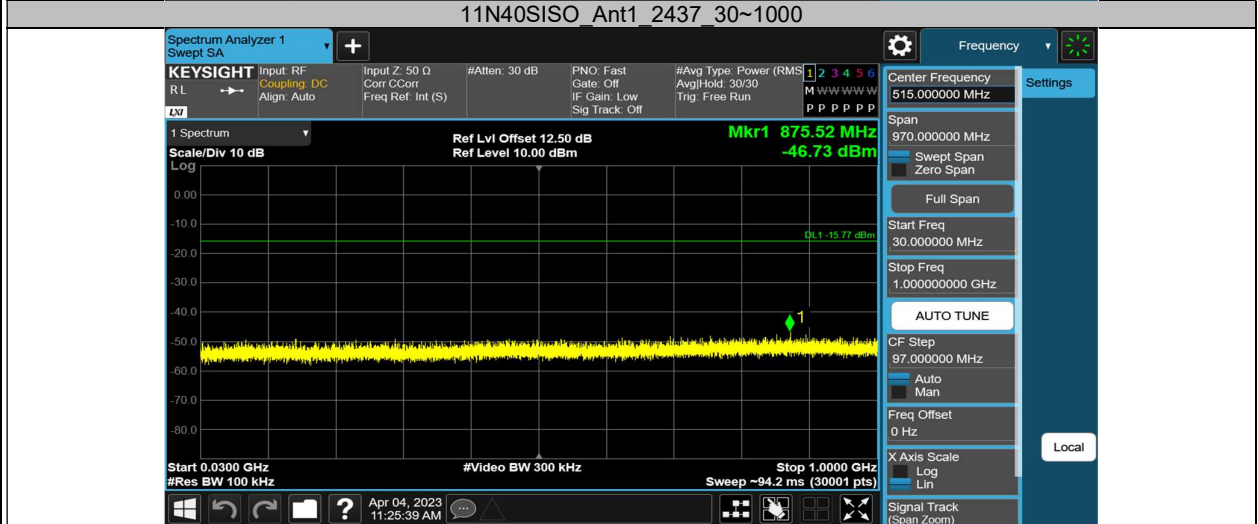 11N40SISO_Ant1_2437_30~1000
Spectrum Analyzer 1
Swept SA
Frequency
KEYSIGHT
RL
LXI
Input: RF
Coupling: DC
Align: Auto
Input Z: 50 Ω
Corr CCorr
Freq Ref: Int (S)
#Atten: 30 dB
PNO: Fast
Gate: Off
IF Gain: Low
Sig Track: Off
#Avg Type: Power (RMS
Avg|Hold: 30/30
Trig: Free Run
1 2 3 4 5 6
M W W W W W
P P P P P P
1 Spectrum
Scale/Div 10 dB
Log
Ref Lvl Offset 12.50 dB
Ref Level 10.00 dBm
Mkr1 875.52 MHz
-46.73 dBm
0.00
-10.0
DL1 -15.77 dBm
-20.0
-30.0
-40.0
1
-50.0
-60.0
-70.0
-80.0
Start 0.0300 GHz
#Video BW 300 kHz
Stop 1.0000 GHz
#Res BW 100 kHz
Sweep ~94.2 ms (30001 pts)
Apr 04, 2023
11:25:39 AM
Center Frequency
515.000000 MHz
Settings
Span
970.000000 MHz
Swept Span
Zero Span
Full Span
Start Freq
30.000000 MHz
Stop Freq
1.000000000 GHz
AUTO TUNE
CF Step
97.000000 MHz
Auto
Man
Freq Offset
0 Hz
Local
X Axis Scale
Log
Lin
Signal Track
(Span Zoom)